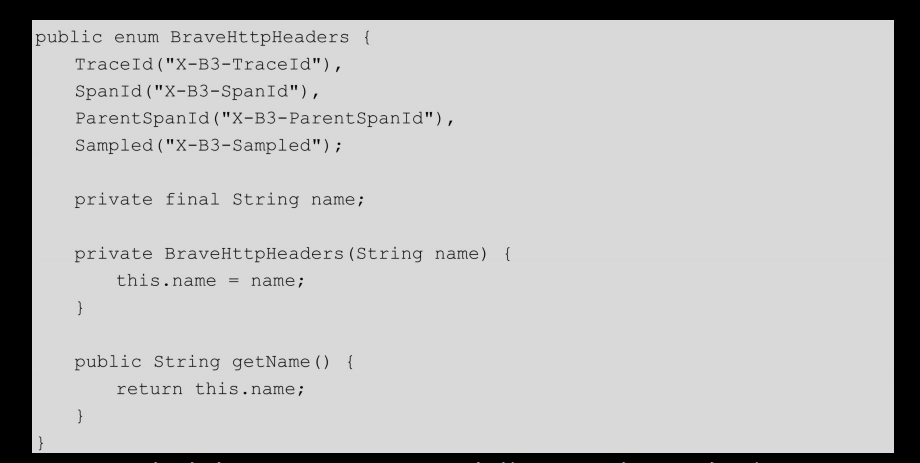 public enum BraveHttpHeaders {
    TraceId("X-B3-TraceId"),
    SpanId("X-B3-SpanId"),
    ParentSpanId("X-B3-ParentSpanId"),
    Sampled("X-B3-Sampled");

    private final String name;

    private BraveHttpHeaders(String name) {
        this.name = name;
    }

    public String getName() {
        return this.name;
    }
}